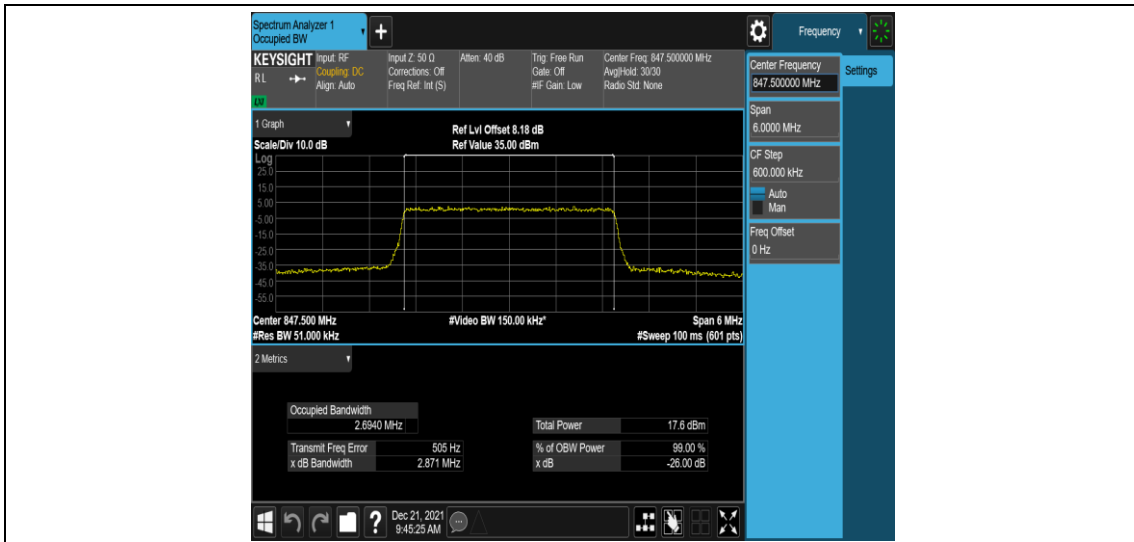 Spectrum Analyzer 1
Occupied BW
+
Frequency
KEYSIGHT
RL
LM
Input: RF
Coupling: DC
Align: Auto
Input Z: 50 Ω
Corrections: Off
Freq Ref: Int (S)
Atten: 40 dB
Trig: Free Run
Gate: Off
#IF Gain: Low
Center Freq: 847.500000 MHz
Avg|Hold: 30/30
Radio Std: None
Center Frequency
847.500000 MHz
Settings
Span
6.0000 MHz
CF Step
600.000 kHz
Auto
Man
Freq Offset
0 Hz
1 Graph
Scale/Div 10.0 dB
Ref Lvl Offset 8.18 dB
Ref Value 35.00 dBm
Log
25.0
15.0
5.00
-5.00
-15.0
-25.0
-35.0
-45.0
-55.0
Center 847.500 MHz
#Res BW 51.000 kHz
#Video BW 150.00 kHz*
Span 6 MHz
#Sweep 100 ms (601 pts)
2 Metrics
Occupied Bandwidth
2.6940 MHz
Total Power 17.6 dBm
Transmit Freq Error 505 Hz
% of OBW Power 99.00 %
x dB Bandwidth 2.871 MHz
x dB -26.00 dB
?
Dec 21, 2021
9:45:25 AM